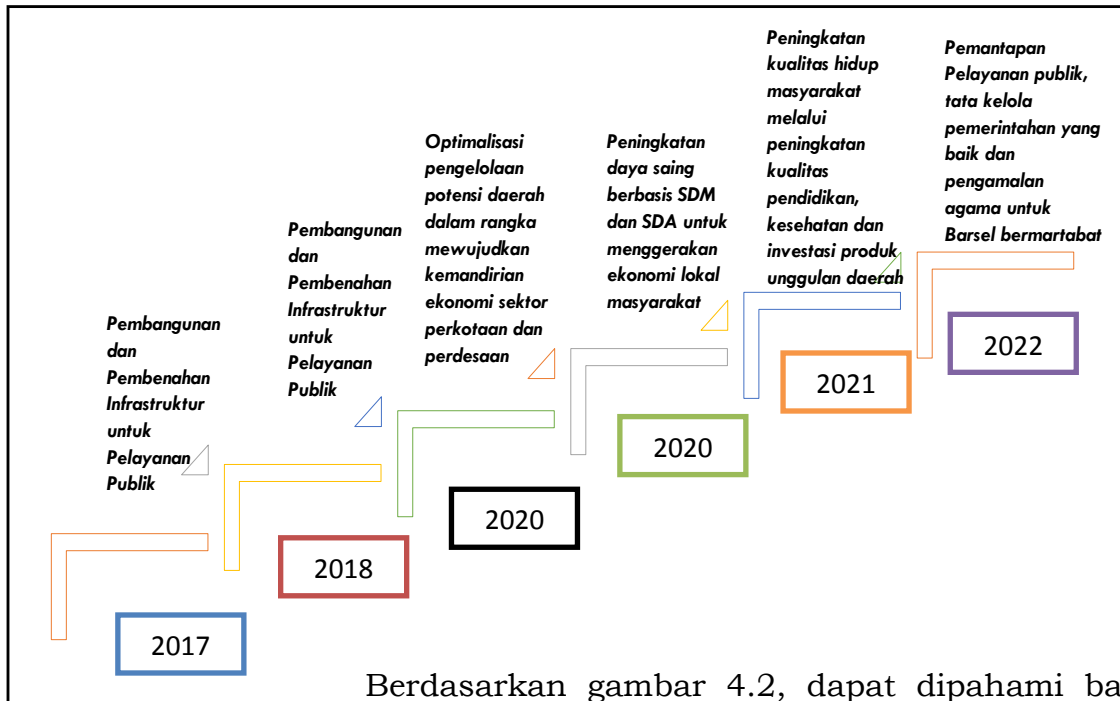 Pembangunan
dan
Pembenahan
Infrastruktur
untuk
Pelayanan
Publik
2017
Pembangunan
dan
Pembenahan
Infrastruktur
untuk
Pelayanan
Publik
2018
Optimalisasi
pengelolaan
potensi daerah
dalam rangka
mewujudkan
kemandirian
ekonomi sektor
perkotaan dan
perdesaan
2020
Peningkatan
daya saing
berbasis SDM
dan SDA untuk
menggerakan
ekonomi lokal
masyarakat
2020
Peningkatan
kualitas hidup
masyarakat
melalui
peningkatan
kualitas
pendidikan,
kesehatan dan
investasi produk
unggulan daerah
2021
Pemantapan
Pelayanan publik,
tata kelola
pemerintahan yang
baik dan
pengamalan
agama untuk
Barsel bermartabat
2022
Berdasarkan gambar 4.2, dapat dipahami ba